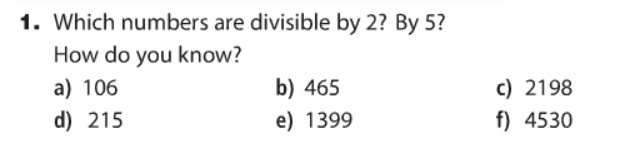 1. Which numbers are divisible by 2? By 5?
How do you know?
a) 106 b) 465 c) 2198
d) 215 e) 1399 f) 4530